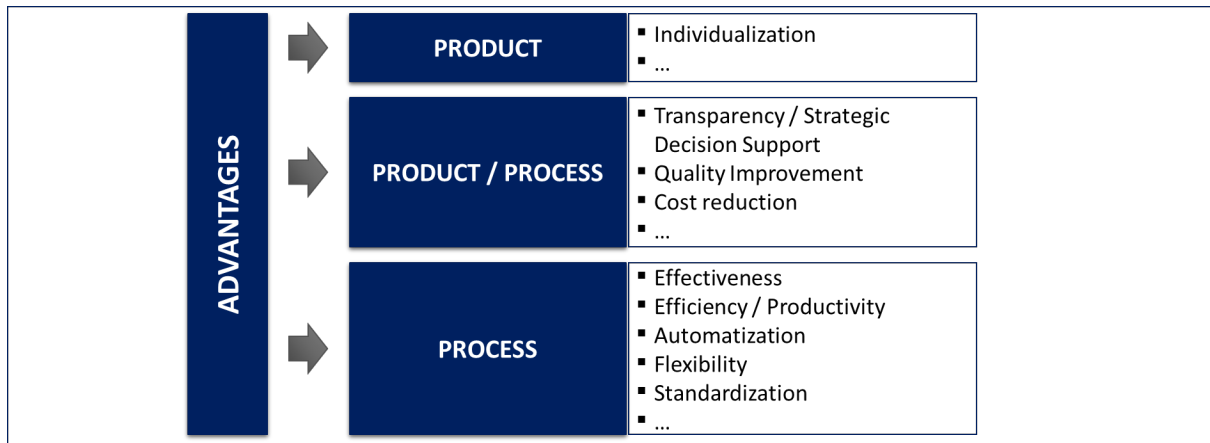 ADVANTAGES
PRODUCT
▪ Individualization
▪ ...
PRODUCT / PROCESS
▪ Transparency / Strategic
Decision Support
▪ Quality Improvement
▪ Cost reduction
▪ ...
PROCESS
▪ Effectiveness
▪ Efficiency / Productivity
▪ Automatization
▪ Flexibility
▪ Standardization
▪ ...